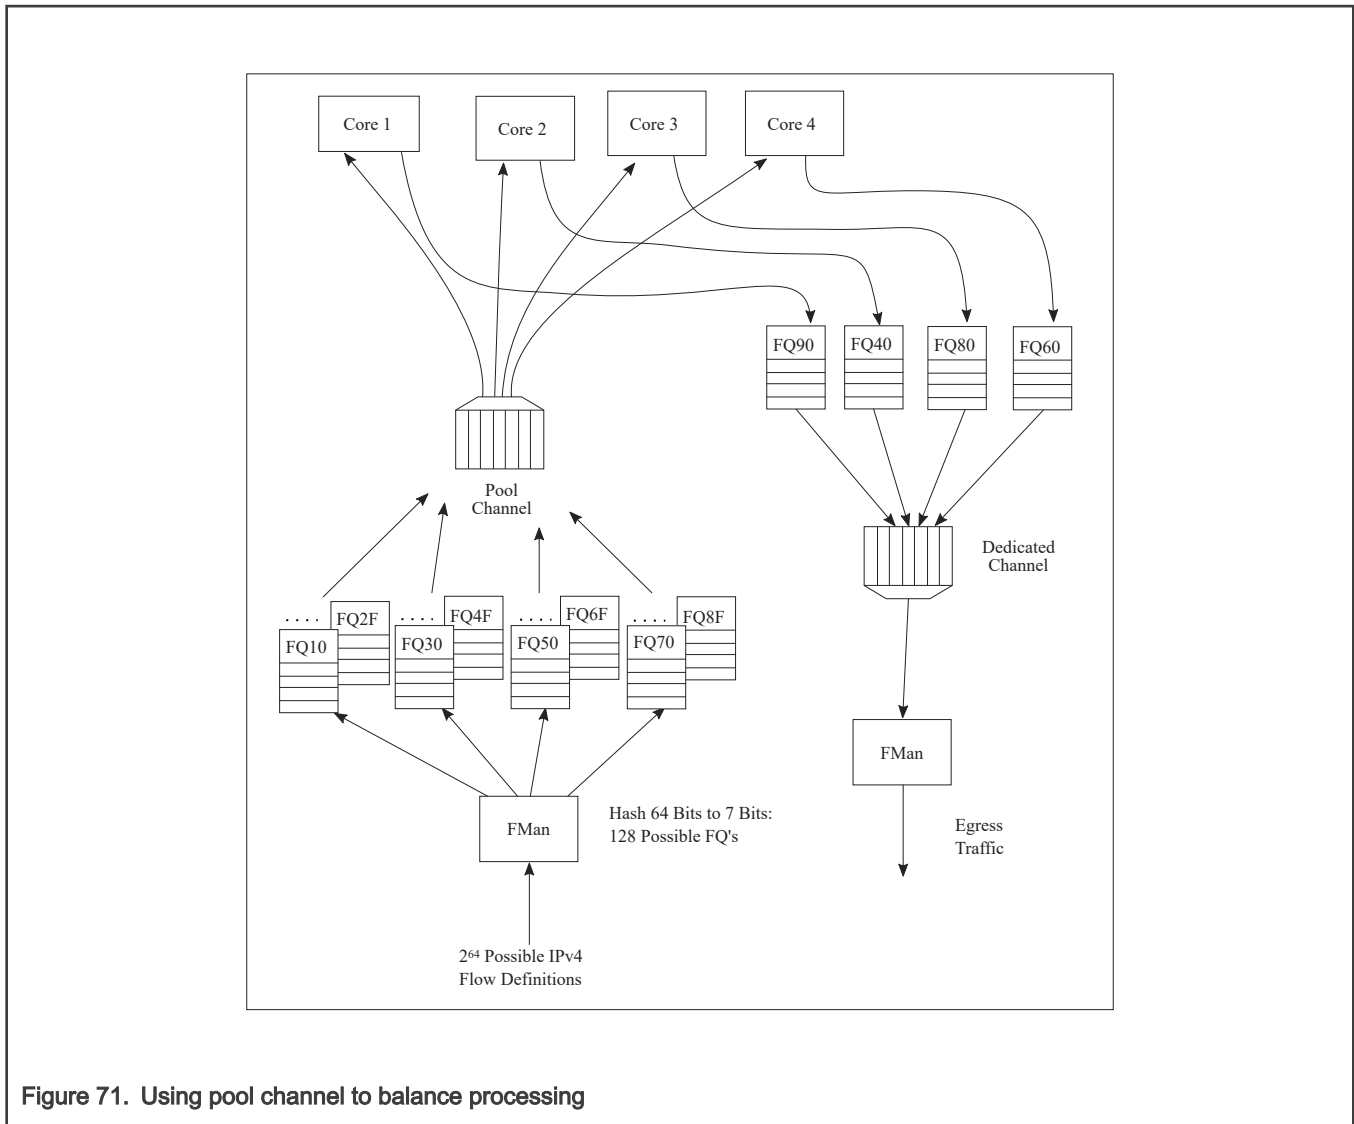 Core 1
Core 2
Core 3
Core 4
FQ90
FQ40
FQ80
FQ60
Pool
Channel
Dedicated
Channel
. . . .
FQ2F
. . . .
FQ4F
. . . .
FQ6F
. . . .
FQ8F
FQ10
FQ30
FQ50
FQ70
FMan
FMan
Hash 64 Bits to 7 Bits:
128 Possible FQ's
Egress
Traffic
2⁶⁴ Possible IPv4
Flow Definitions
Figure 71. Using pool channel to balance processing